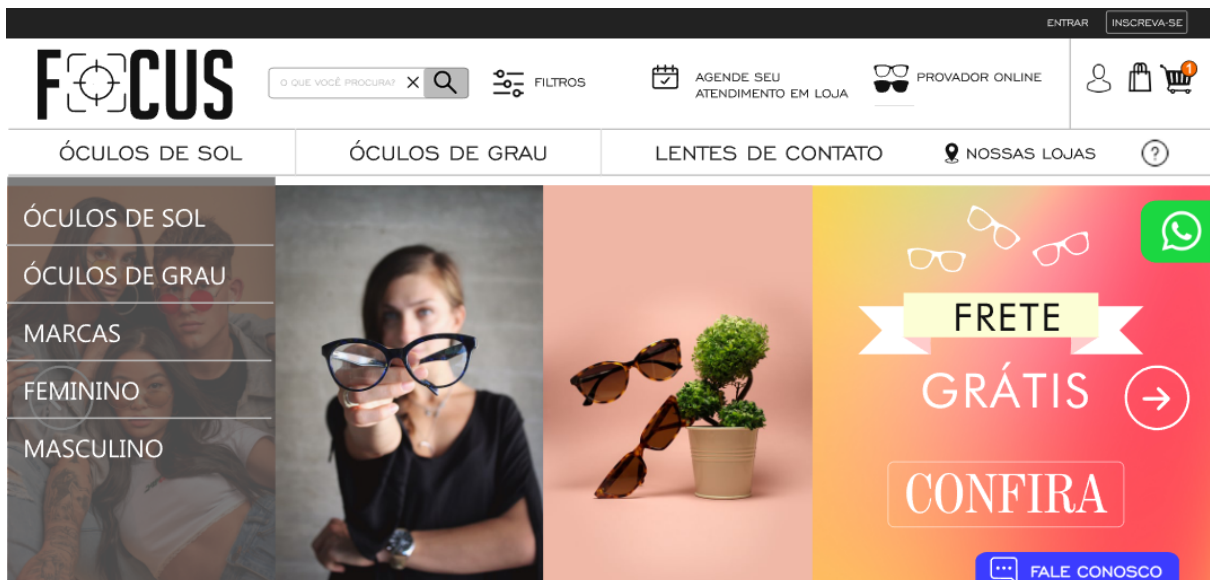 ENTRAR
INSCREVA-SE
FOCUS
O QUE VOCÊ PROCURA?
FILTROS
AGENDE SEU
ATENDIMENTO EM LOJA
PROVADOR ONLINE
1
ÓCULOS DE SOL
ÓCULOS DE GRAU
LENTES DE CONTATO
NOSSAS LOJAS
?
ÓCULOS DE SOL
ÓCULOS DE GRAU
MARCAS
FEMININO
MASCULINO
FRETE
GRÁTIS
CONFIRA
FALE CONOSCO